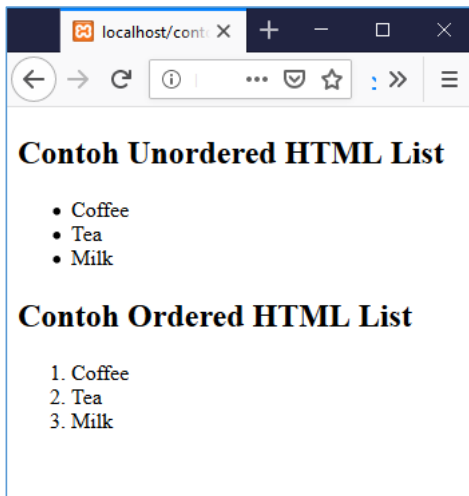 localhost/cont
Contoh Unordered HTML List
• Coffee
• Tea
• Milk
Contoh Ordered HTML List
1. Coffee
2. Tea
3. Milk